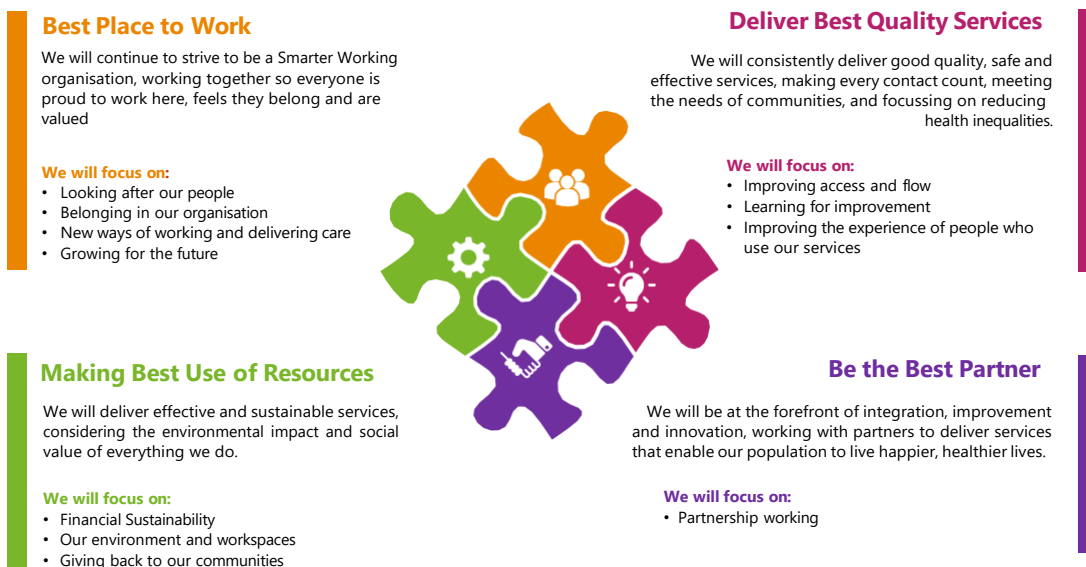 Best Place to Work
We will continue to strive to be a Smarter Working
organisation, working together so everyone is
proud to work here, feels they belong and are
valued
We will focus on:
• Looking after our people
• Belonging in our organisation
• New ways of working and delivering care
• Growing for the future
Deliver Best Quality Services
We will consistently deliver good quality, safe and
effective services, making every contact count, meeting
the needs of communities, and focussing on reducing
health inequalities.
We will focus on:
• Improving access and flow
• Learning for improvement
• Improving the experience of people who
use our services
Making Best Use of Resources
We will deliver effective and sustainable services,
considering the environmental impact and social
value of everything we do.
We will focus on:
• Financial Sustainability
• Our environment and workspaces
• Giving back to our communities
Be the Best Partner
We will be at the forefront of integration, improvement
and innovation, working with partners to deliver services
that enable our population to live happier, healthier lives.
We will focus on:
• Partnership working